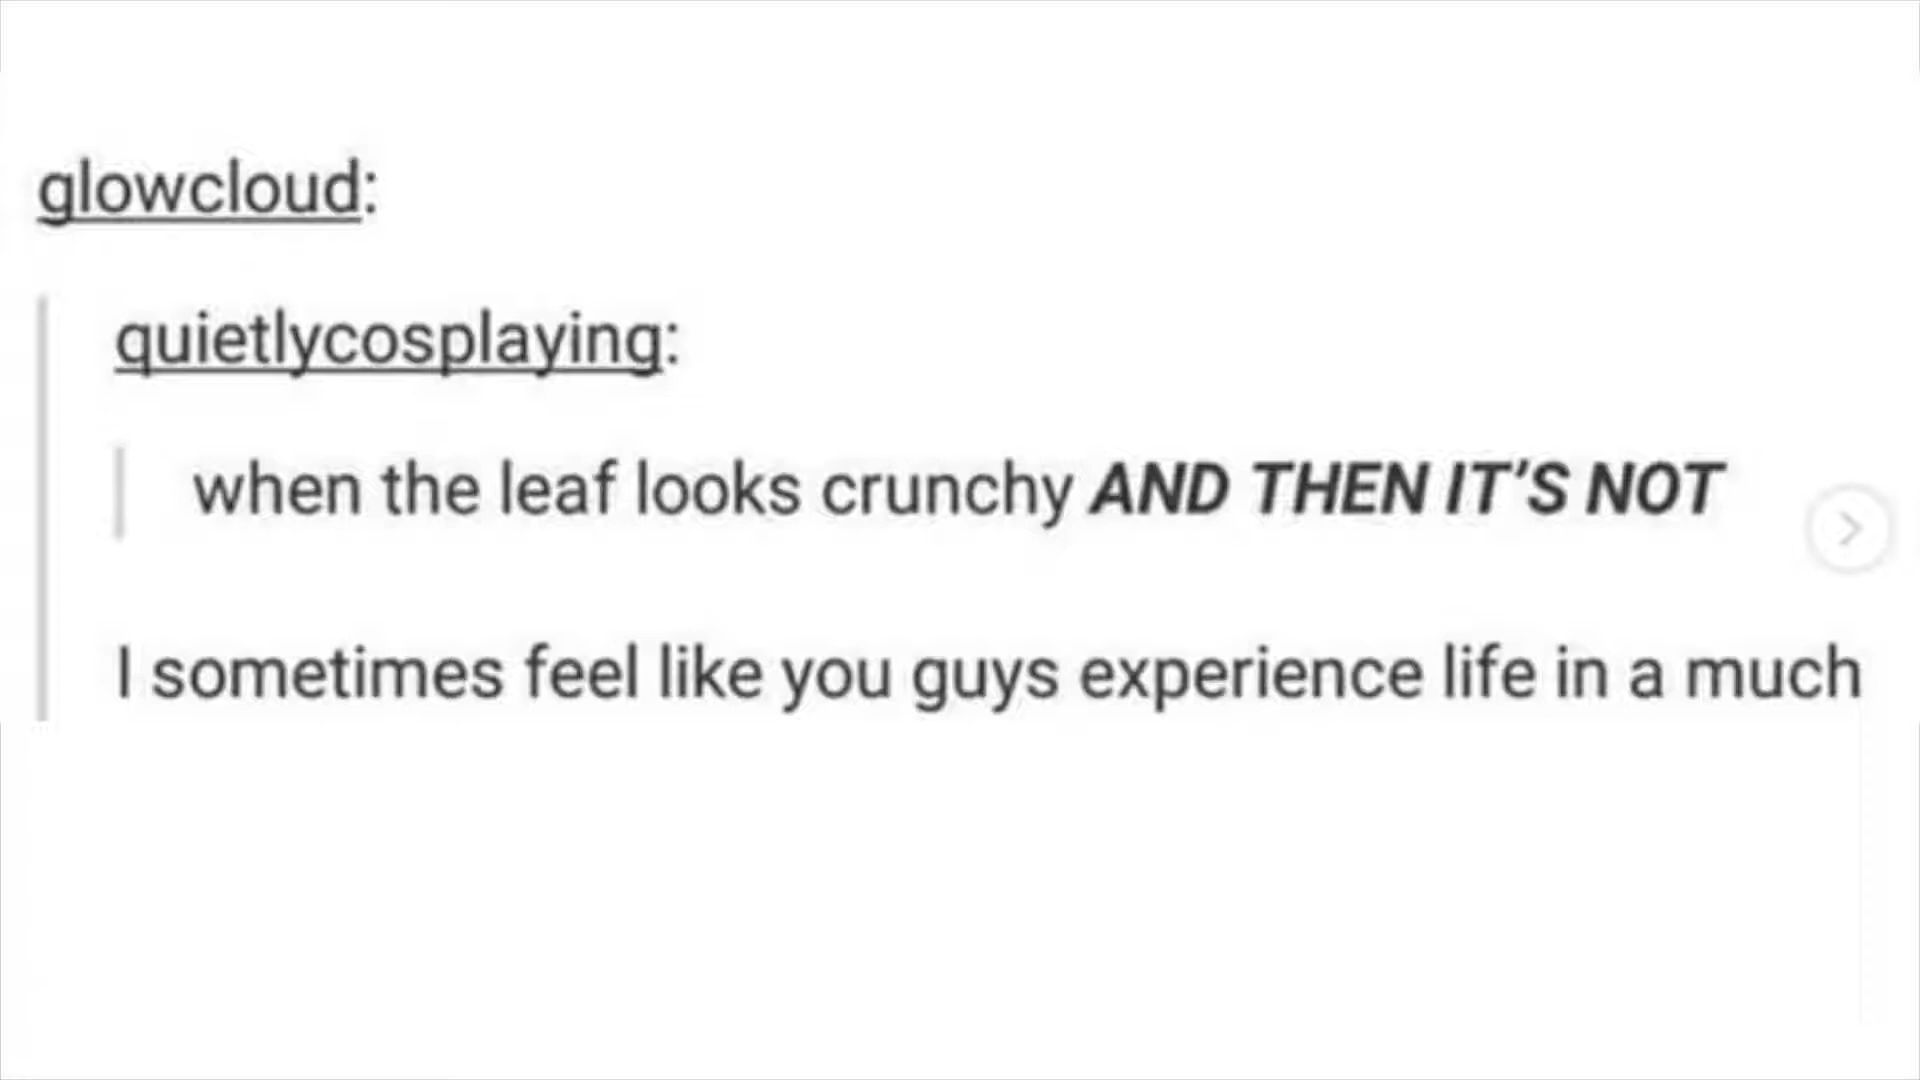 glowcloud:
quietlycosplaying:
when the leaf looks crunchy AND THEN IT’S NOT
I sometimes feel like you guys experience life in a much